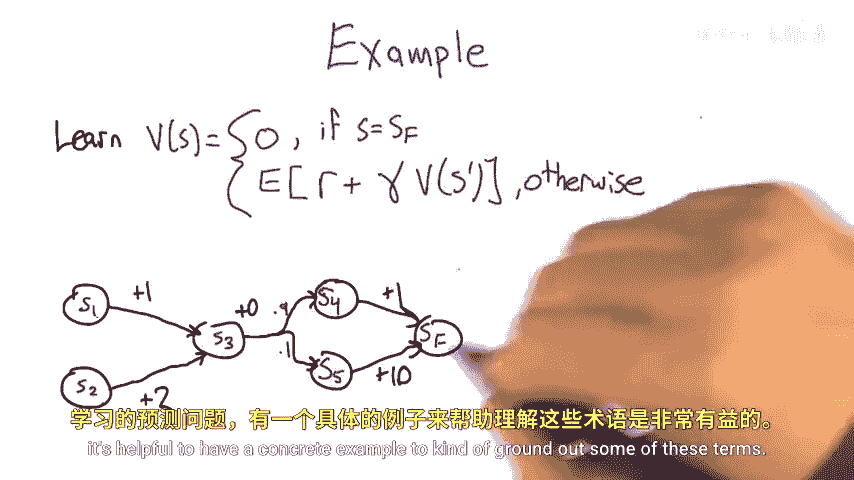 Example
Learn V(s) = { 0, if s = SF
{ E[r + γ V(s')], otherwise
S1 +1
S2 +2
S3 +0
.9 S4 +1
.1 S5 +10
SF
学习的预测问题，有一个具体的例子来帮助理解这些术语是非常有益的。
it's helpful to have a concrete example to kind of ground out some of these terms.